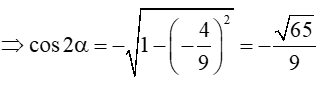 ⇒ cos 2α = −√(1 − (−4/9)²) = −√65/9